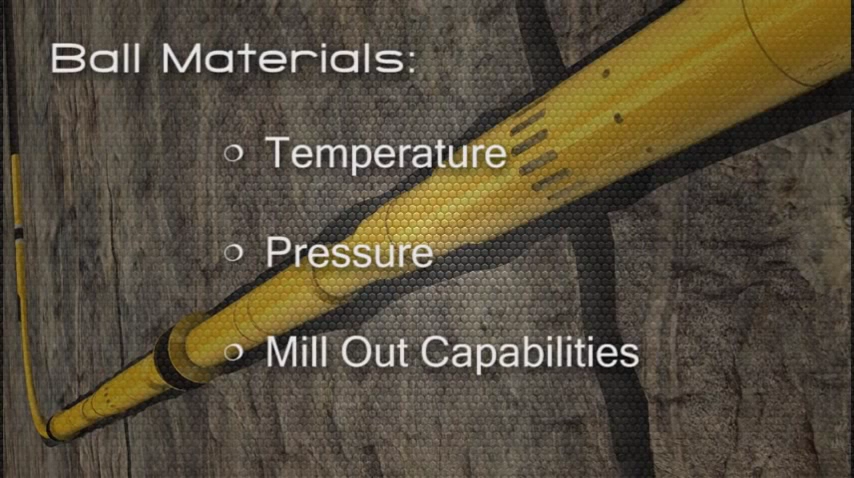 Ball Materials:
Temperature
Pressure
Mill Out Capabilities